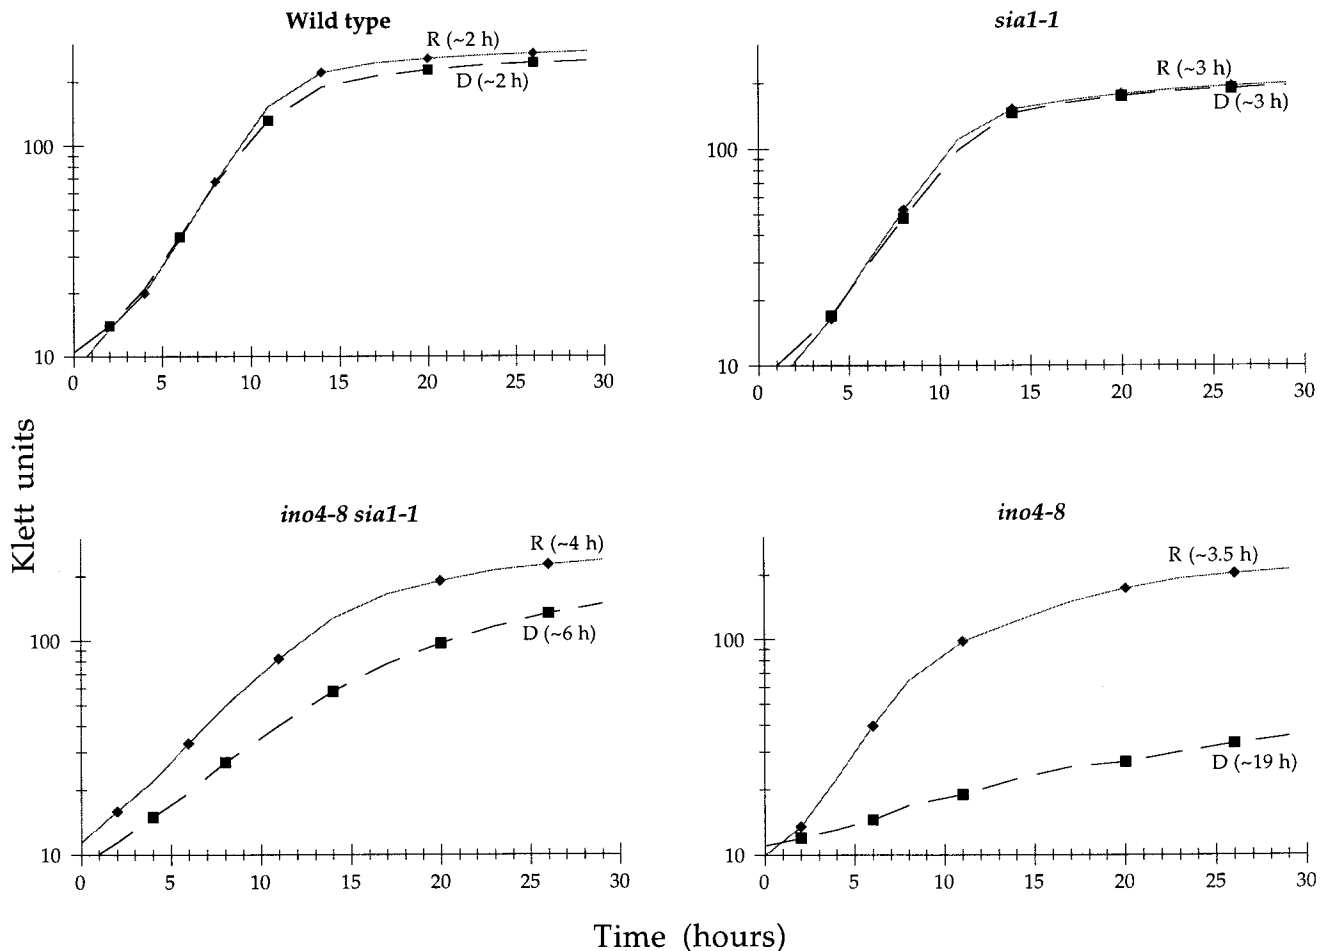 Wild type
R (~2 h)
D (~2 h)
100
10
0 5 10 15 20 25 30
sia1-1
R (~3 h)
D (~3 h)
100
10
0 5 10 15 20 25 30
Klett units
ino4-8 sia1-1
R (~4 h)
D (~6 h)
100
10
0 5 10 15 20 25 30
ino4-8
R (~3.5 h)
D (~19 h)
100
10
0 5 10 15 20 25 30
Time (hours)